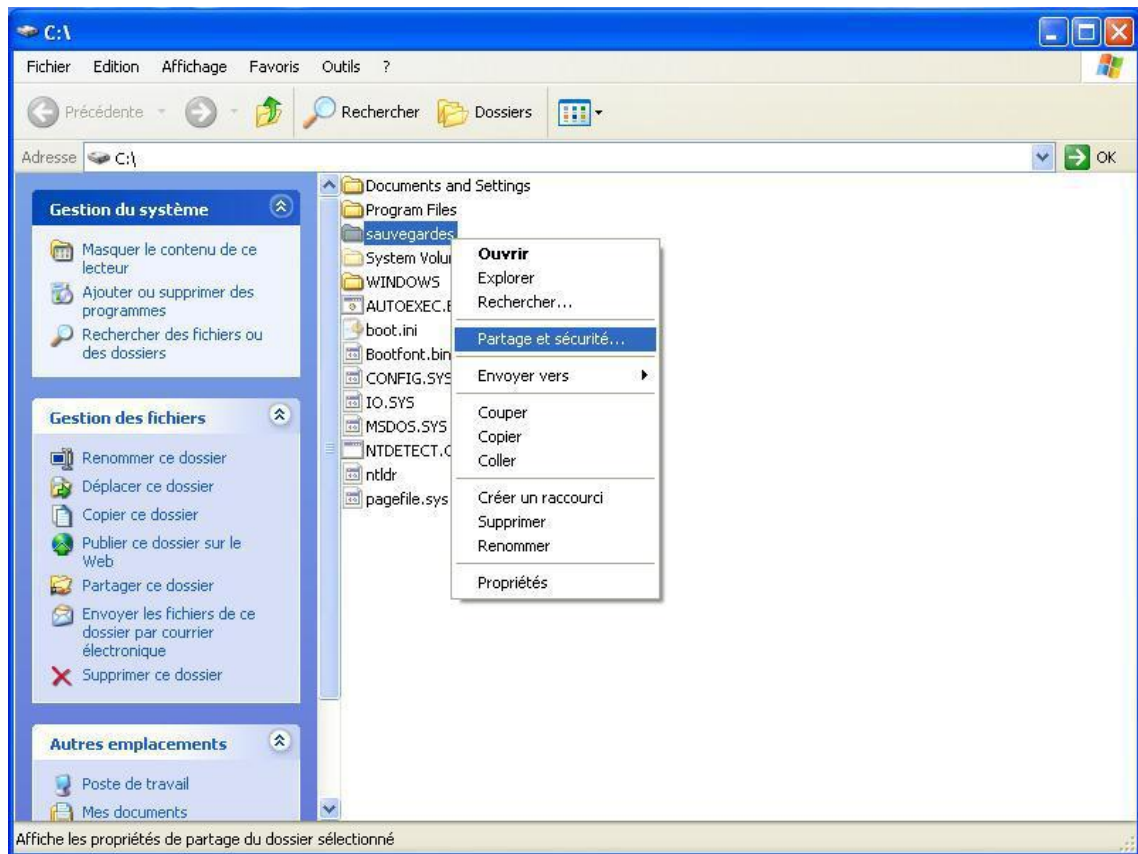 C:\
Fichier Edition Affichage Favoris Outils ?
Précédente Rechercher Dossiers
Adresse C:\ OK
Gestion du système
Masquer le contenu de ce
lecteur
Ajouter ou supprimer des
programmes
Rechercher des fichiers ou
des dossiers
Gestion des fichiers
Renommer ce dossier
Déplacer ce dossier
Copier ce dossier
Publier ce dossier sur le
Web
Partager ce dossier
Envoyer les fichiers de ce
dossier par courrier
électronique
Supprimer ce dossier
Autres emplacements
Poste de travail
Mes documents
Documents and Settings
Program Files
sauvegardes
System Volu
WINDOWS
AUTOEXEC.B
boot.ini
Bootfont.bin
CONFIG.SYS
IO.SYS
MSDOS.SYS
NTDETECT.C
ntldr
pagefile.sys
Ouvrir
Explorer
Rechercher...
Partage et sécurité...
Envoyer vers
Couper
Copier
Coller
Créer un raccourci
Supprimer
Renommer
Propriétés
Affiche les propriétés de partage du dossier sélectionné